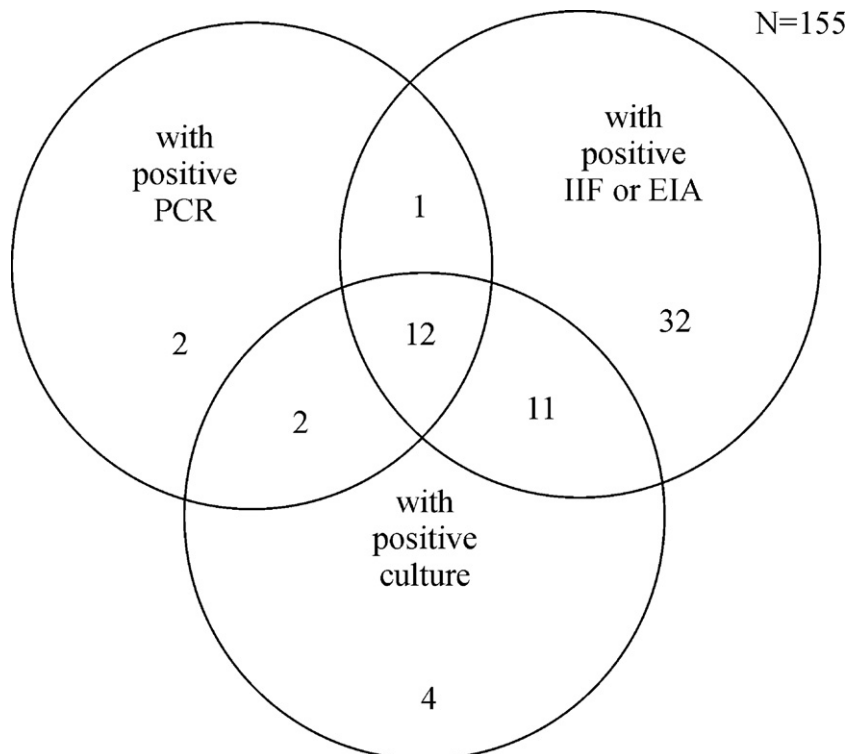 N=155
with
positive
PCR
with
positive
IIF or EIA
1
2
12
32
2
11
with
positive
culture
4